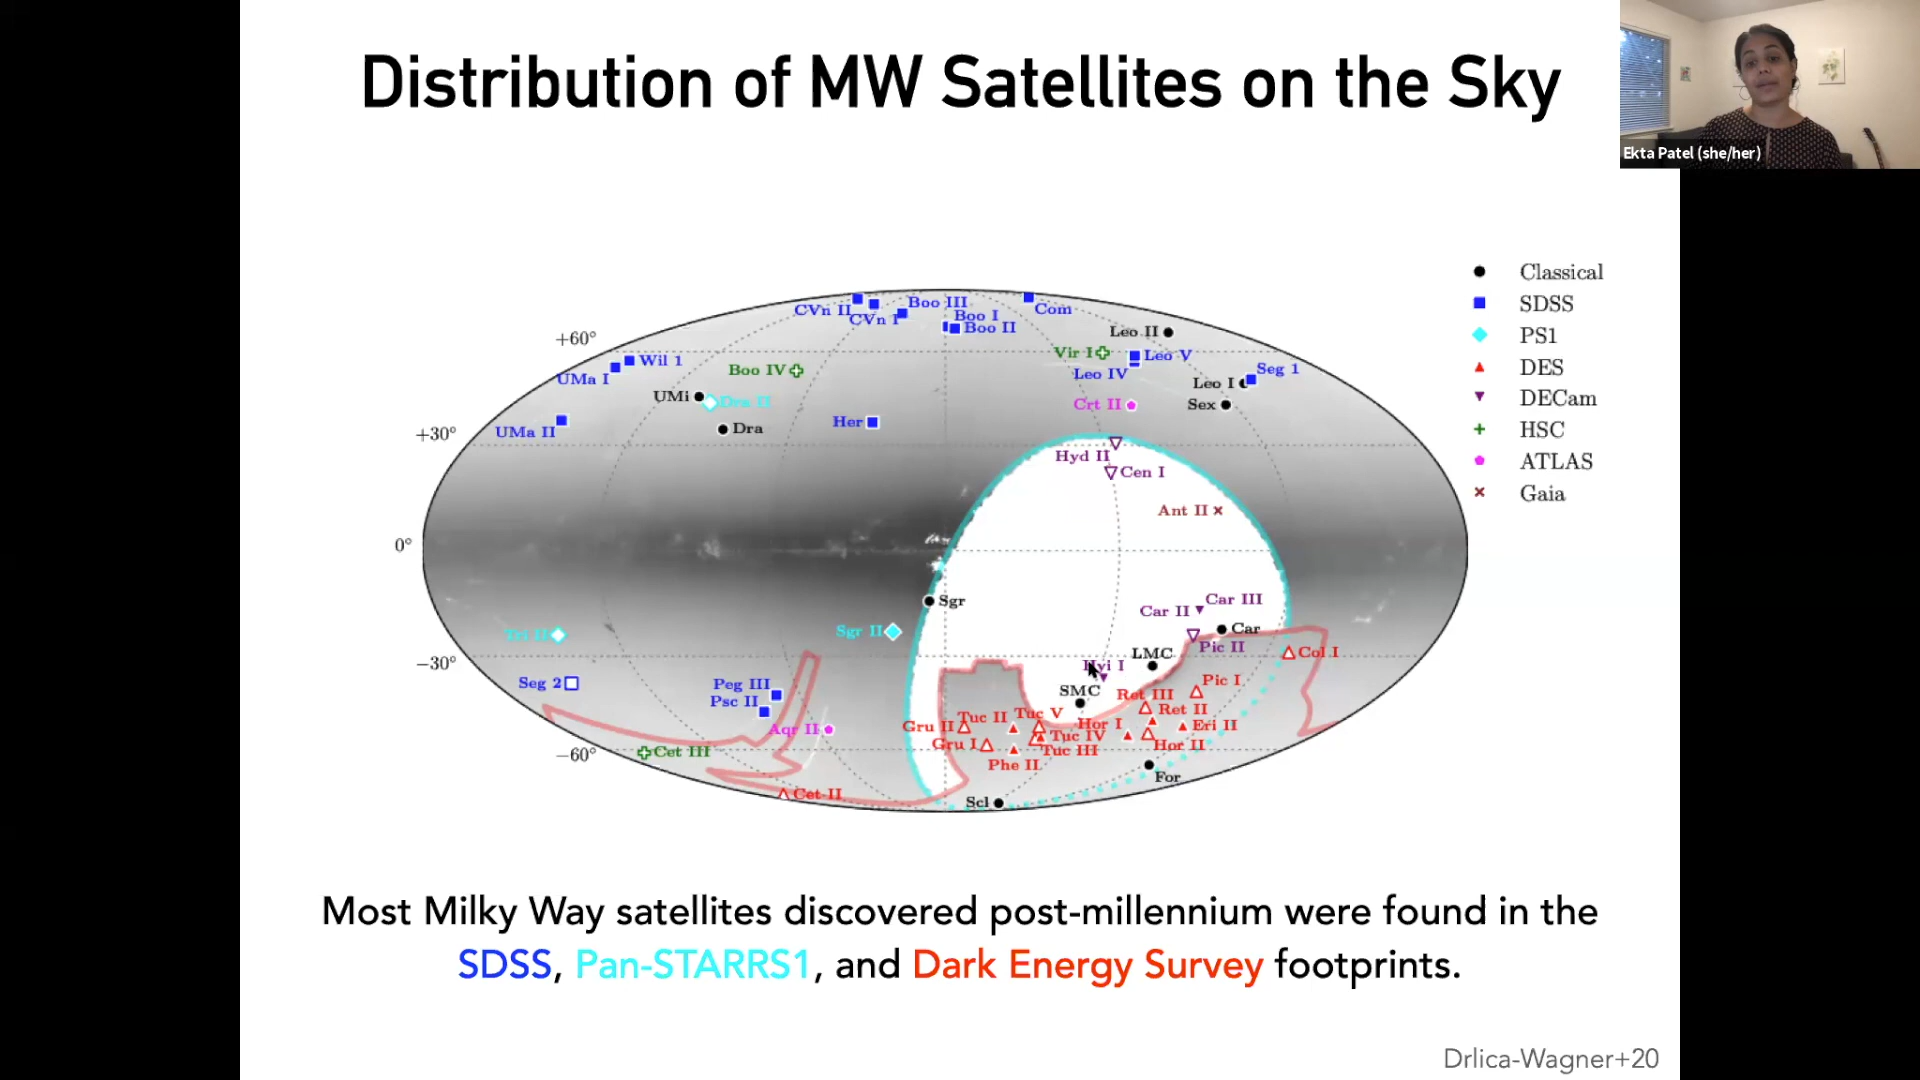 Distribution of MW Satellites on the Sky
Ekta Patel (she/her)
Classical
SDSS
PS1
DES
DECam
HSC
ATLAS
Gaia
+60°
+30°
0°
−30°
−60°
CVn II
CVn I
Boo III
Boo I
Boo II
Com
Leo II
Vir I
Leo V
Leo IV
Seg 1
Leo I
Sex
Crt II
Wil 1
UMa I
Boo IV
UMi
Dra II
Dra
Her
UMa II
Hyd II
Cen I
Ant II
Sgr
Sgr II
Tri II
Car III
Car II
Car
Pic II
Col I
LMC
Hyi I
SMC
Seg 2
Peg III
Psc II
Aqr II
Cet III
Cet II
Pic I
Ret III
Ret II
Eri II
Gru II
Tuc II
Tuc V
Hor I
Gru I
Tuc IV
Tuc III
Hor II
Phe II
For
Scl
Most Milky Way satellites discovered post-millennium were found in the
SDSS, Pan-STARRS1, and Dark Energy Survey footprints.
Drlica-Wagner+20